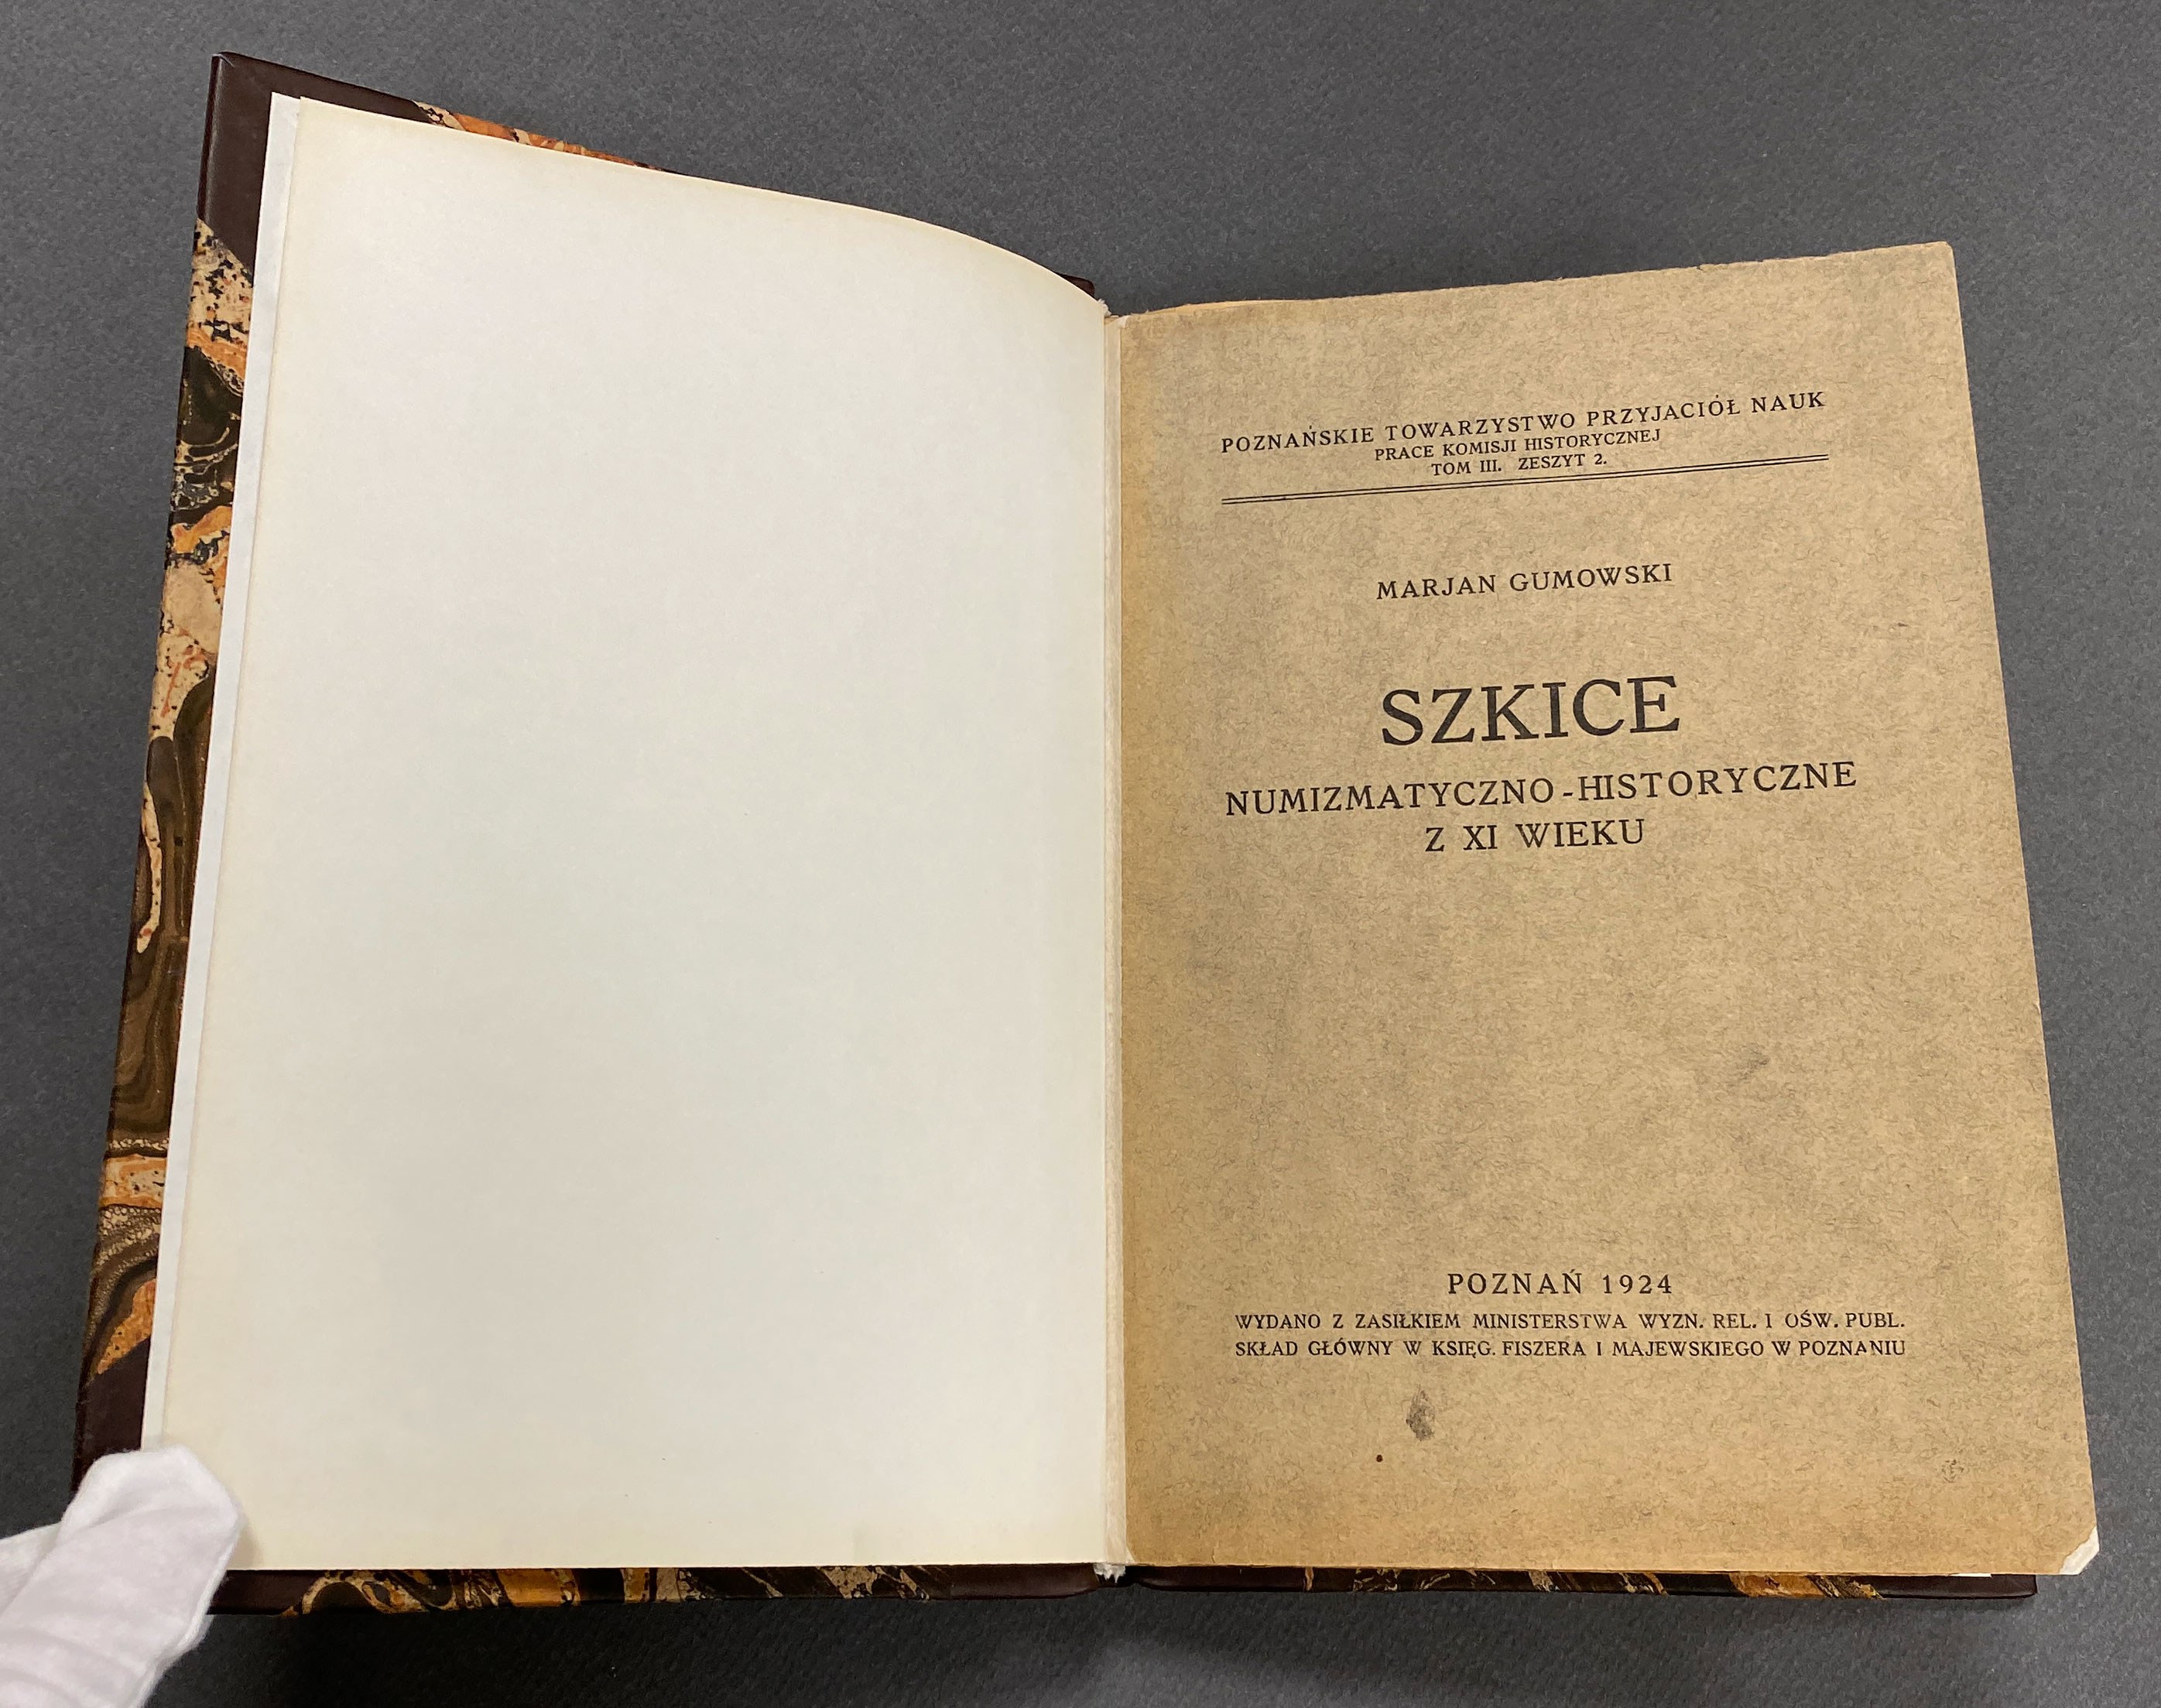 POZNAŃSKIE TOWARZYSTWO PRZYJACIÓŁ NAUK
PRACE KOMISJI HISTORYCZNEJ
TOM III. ZESZYT 2.
MARJAN GUMOWSKI
SZKICE
NUMIZMATYCZNO-HISTORYCZNE
Z XI WIEKU
POZNAŃ 1924
WYDANO Z ZASIŁKIEM MINISTERSTWA WYZN. REL. I OŚW. PUBL.
SKŁAD GŁÓWNY W KSIĘG. FISZERA I MAJEWSKIEGO W POZNANIU